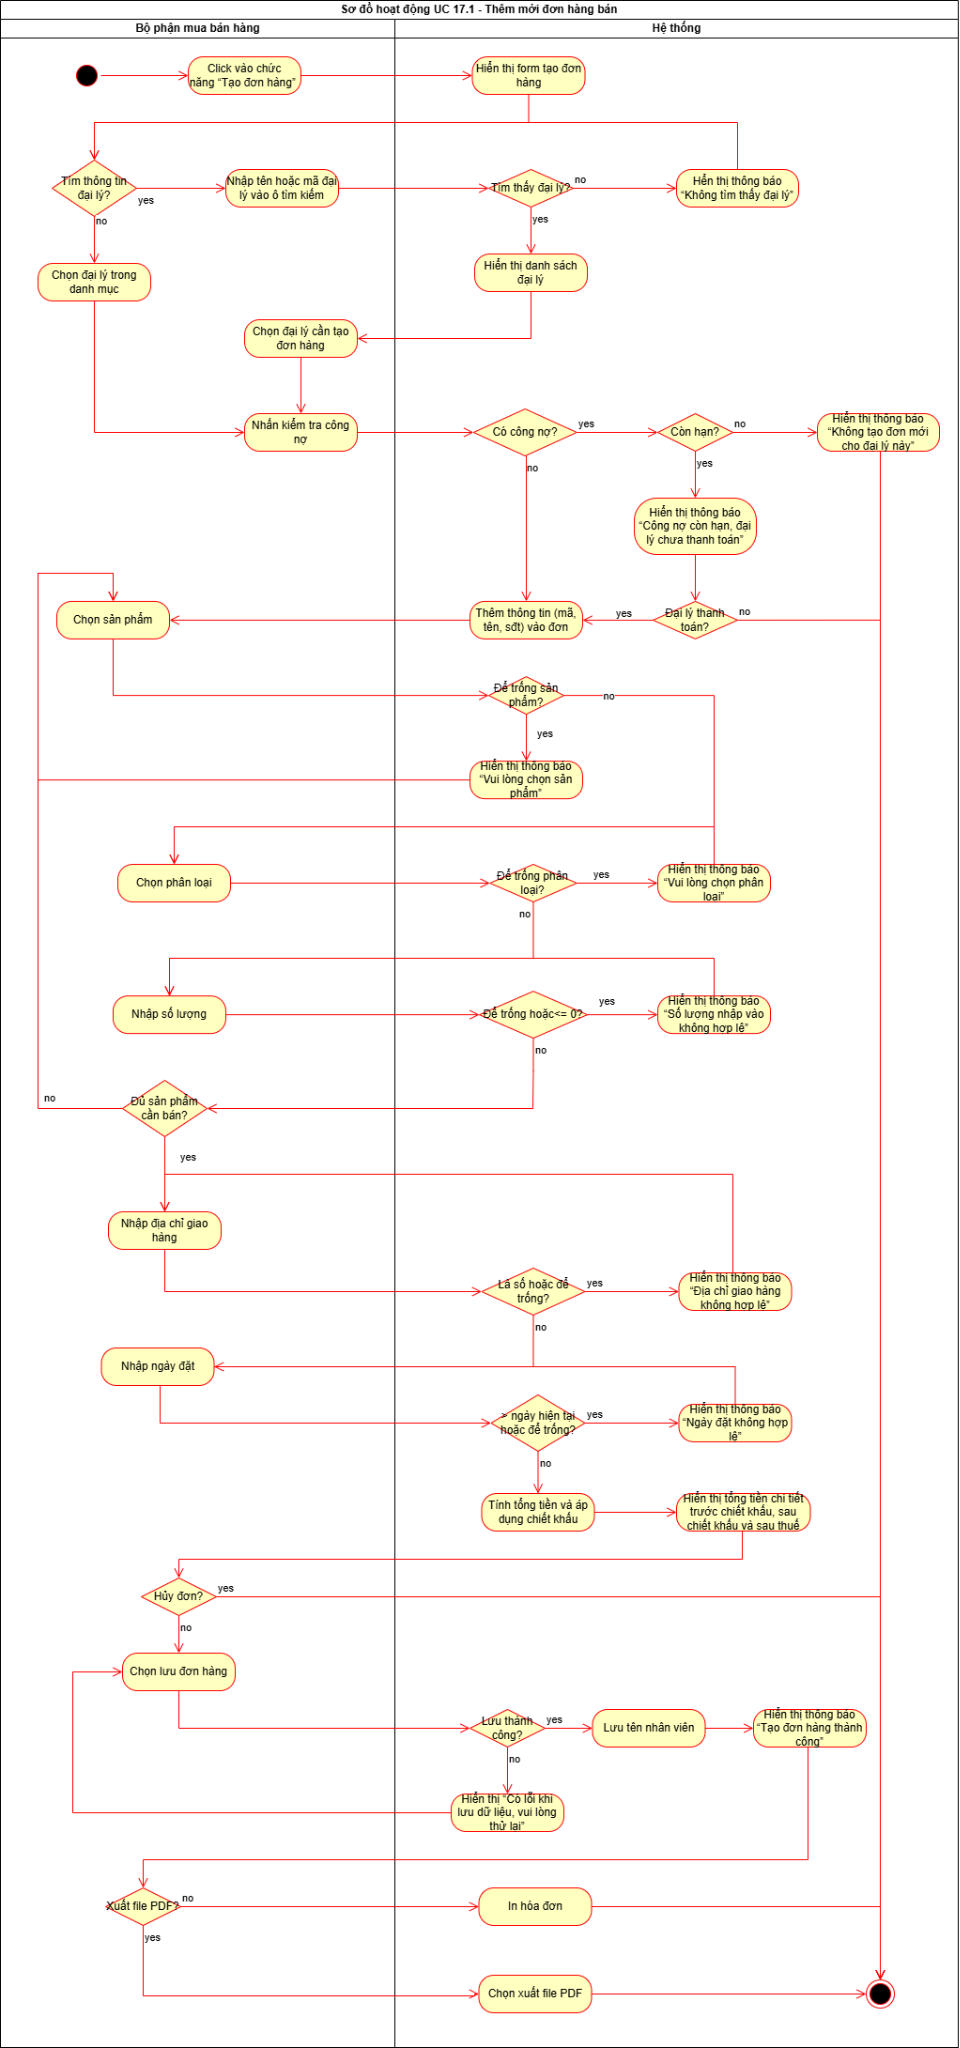 Sơ đồ hoạt động UC 17.1 - Thêm mới đơn hàng bán
Bộ phận mua bán hàng
Hệ thống
Click vào chức
năng “Tạo đơn hàng”
Hiển thị form tạo đơn
hàng
Tìm thông tin
đại lý?
yes
no
Nhập tên hoặc mã đại
lý vào ô tìm kiếm
Tìm thấy đại lý?
no
yes
Hển thị thông báo
“Không tìm thấy đại lý”
Chọn đại lý trong
danh mục
Hiển thị danh sách
đại lý
Chọn đại lý cần tạo
đơn hàng
Nhấn kiểm tra công
nợ
Có công nợ?
yes
no
Còn hạn?
no
yes
Hiển thị thông báo
“Không tạo đơn mới
cho đại lý này”
Hiển thị thông báo
“Công nợ còn hạn, đại
lý chưa thanh toán”
Chọn sản phẩm
Thêm thông tin (mã,
tên, sđt) vào đơn
yes
Đại lý thanh
toán?
no
Để trống sản
phẩm?
no
yes
Hiển thị thông báo
“Vui lòng chọn sản
phẩm”
Chọn phân loại
Để trống phân
loại?
yes
no
Hiển thị thông báo
“Vui lòng chọn phân
loại”
Nhập số lượng
Để trống hoặc<= 0?
yes
no
Hiển thị thông báo
“Số lượng nhập vào
không hợp lệ”
no
Đủ sản phẩm
cần bán?
yes
Nhập địa chỉ giao
hàng
Là số hoặc để
trống?
yes
no
Hiển thị thông báo
“Địa chỉ giao hàng
không hợp lệ”
Nhập ngày đặt
> ngày hiện tại
hoặc để trống?
yes
no
Hiển thị thông báo
“Ngày đặt không hợp
lệ”
Tính tổng tiền và áp
dụng chiết khấu
Hiển thị tổng tiền chi tiết
trước chiết khấu, sau
chiết khấu và sau thuế
Hủy đơn?
yes
no
Chọn lưu đơn hàng
Lưu thành
công?
yes
no
Lưu tên nhân viên
Hiển thị thông báo
“Tạo đơn hàng thành
công”
Hiển thị “Có lỗi khi
lưu dữ liệu, vui lòng
thử lại”
Xuất file PDF?
no
yes
In hóa đơn
Chọn xuất file PDF